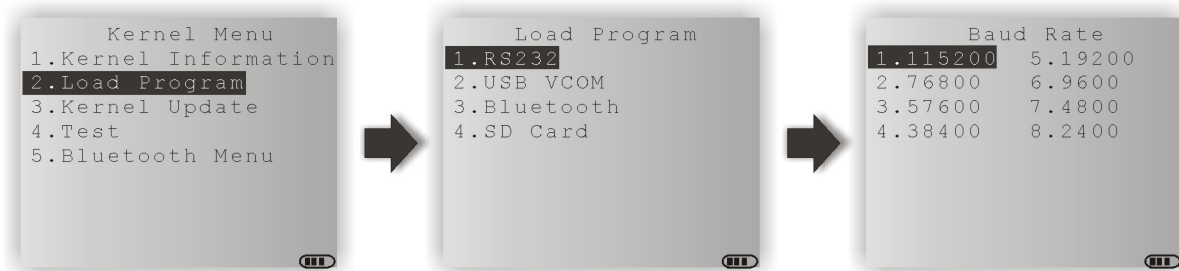 Kernel Menu
1.Kernel Information
2.Load Program
3.Kernel Update
4.Test
5.Bluetooth Menu
Load Program
1.RS232
2.USB VCOM
3.Bluetooth
4.SD Card
Baud Rate
1.115200 5.19200
2.76800 6.9600
3.57600 7.4800
4.38400 8.2400